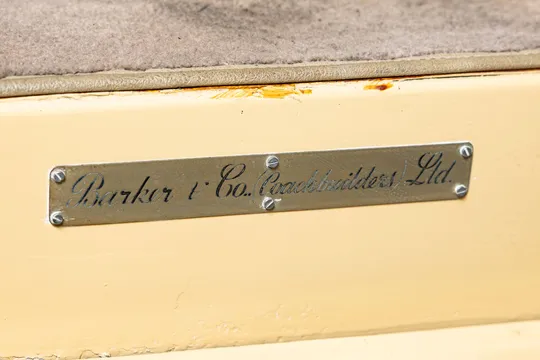 Barker & Co., (Coachbuilders) Ltd.